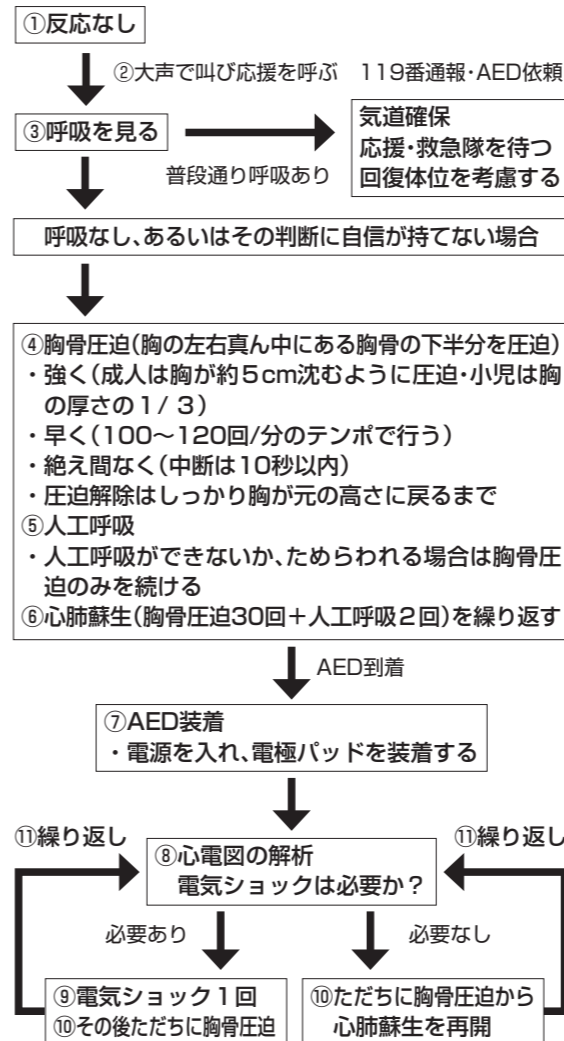 ①反応なし
②大声で叫び応援を呼ぶ 119番通報・AED依頼
③呼吸を見る
普段通り呼吸あり
気道確保
応援・救急隊を待つ
回復体位を考慮する
呼吸なし、あるいはその判断に自信が持てない場合
④胸骨圧迫(胸の左右真ん中にある胸骨の下半分を圧迫)
・強く(成人は胸が約5cm沈むように圧迫・小児は胸
の厚さの1/3)
・早く(100〜120回/分のテンポで行う)
・絶え間なく(中断は10秒以内)
・圧迫解除はしっかり胸が元の高さに戻るまで
⑤人工呼吸
・人工呼吸ができないか、ためらわれる場合は胸骨圧
迫のみを続ける
⑥心肺蘇生(胸骨圧迫30回+人工呼吸2回)を繰り返す
AED到着
⑦AED装着
・電源を入れ、電極パッドを装着する
⑪繰り返し
⑪繰り返し
⑧心電図の解析
電気ショックは必要か?
必要あり
必要なし
⑨電気ショック1回
⑩その後ただちに胸骨圧迫
⑩ただちに胸骨圧迫から
心肺蘇生を再開